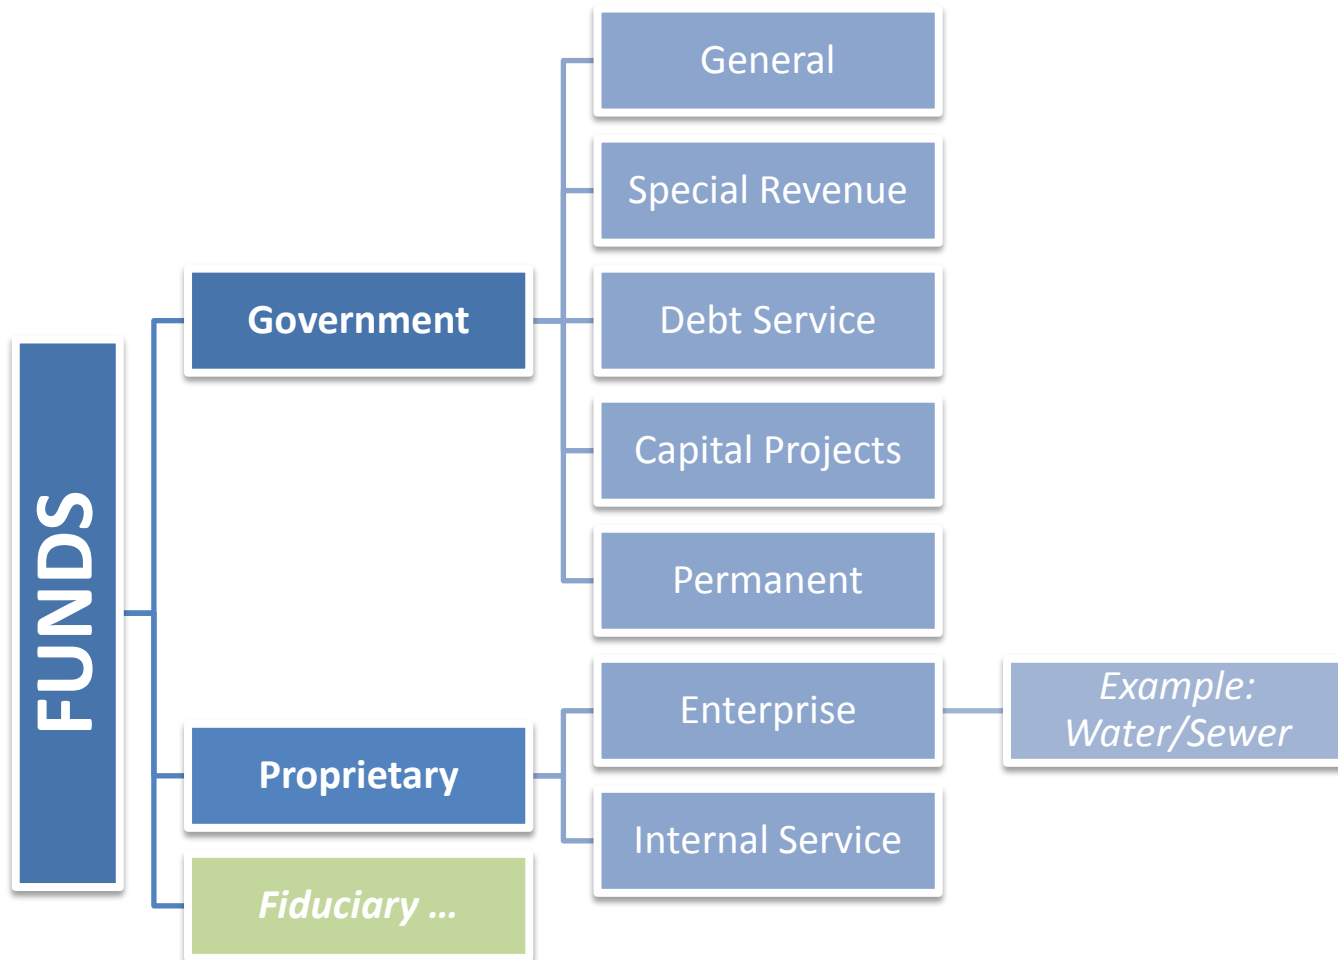 FUNDS
Government
General
Special Revenue
Debt Service
Capital Projects
Permanent
Proprietary
Enterprise
Example:
Water/Sewer
Internal Service
Fiduciary ...